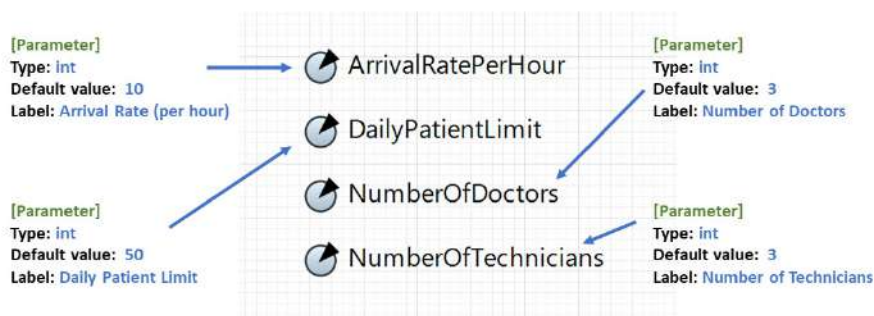 [Parameter]
Type: int
Default value: 10
Label: Arrival Rate (per hour)
[Parameter]
Type: int
Default value: 50
Label: Daily Patient Limit
ArrivalRatePerHour
DailyPatientLimit
NumberOfDoctors
NumberOfTechnicians
[Parameter]
Type: int
Default value: 3
Label: Number of Doctors
[Parameter]
Type: int
Default value: 3
Label: Number of Technicians